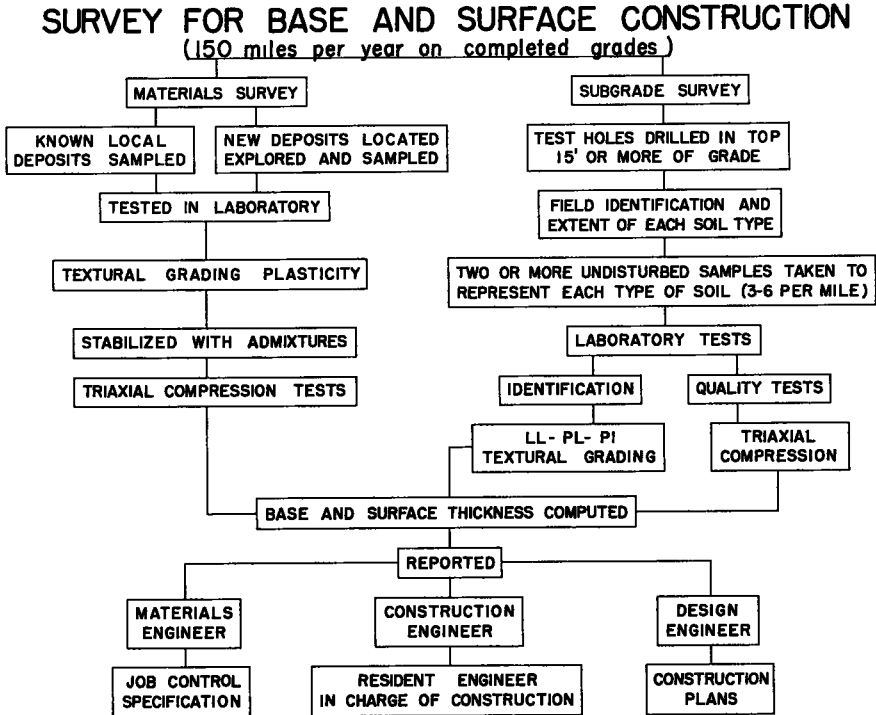 SURVEY FOR BASE AND SURFACE CONSTRUCTION
(150 miles per year on completed grades)
MATERIALS SURVEY
SUBGRADE SURVEY
KNOWN LOCAL
DEPOSITS SAMPLED
NEW DEPOSITS LOCATED
EXPLORED AND SAMPLED
TEST HOLES DRILLED IN TOP
15' OR MORE OF GRADE
TESTED IN LABORATORY
FIELD IDENTIFICATION AND
EXTENT OF EACH SOIL TYPE
TEXTURAL GRADING PLASTICITY
TWO OR MORE UNDISTURBED SAMPLES TAKEN TO
REPRESENT EACH TYPE OF SOIL (3-6 PER MILE)
STABILIZED WITH ADMIXTURES
LABORATORY TESTS
TRIAXIAL COMPRESSION TESTS
IDENTIFICATION
QUALITY TESTS
LL- PL- PI
TEXTURAL GRADING
TRIAXIAL
COMPRESSION
BASE AND SURFACE THICKNESS COMPUTED
REPORTED
MATERIALS
ENGINEER
CONSTRUCTION
ENGINEER
DESIGN
ENGINEER
JOB CONTROL
SPECIFICATION
RESIDENT ENGINEER
IN CHARGE OF CONSTRUCTION
CONSTRUCTION
PLANS